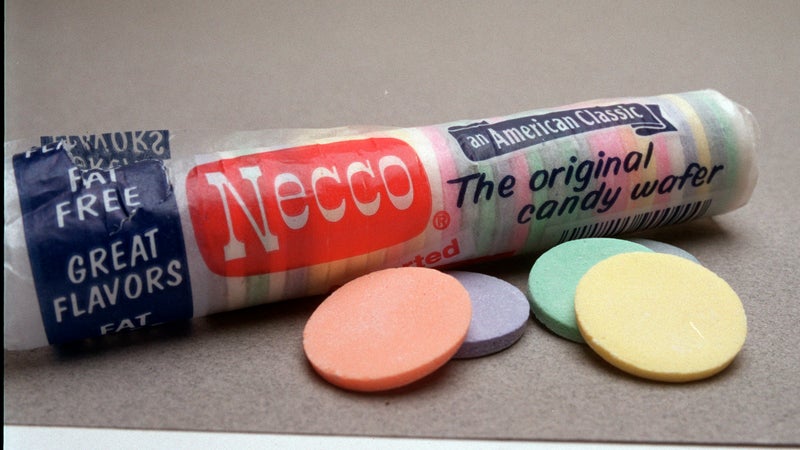 FAT
FREE
GREAT
FLAVORS
FAT
Necco®
an American Classic
The original
candy wafer